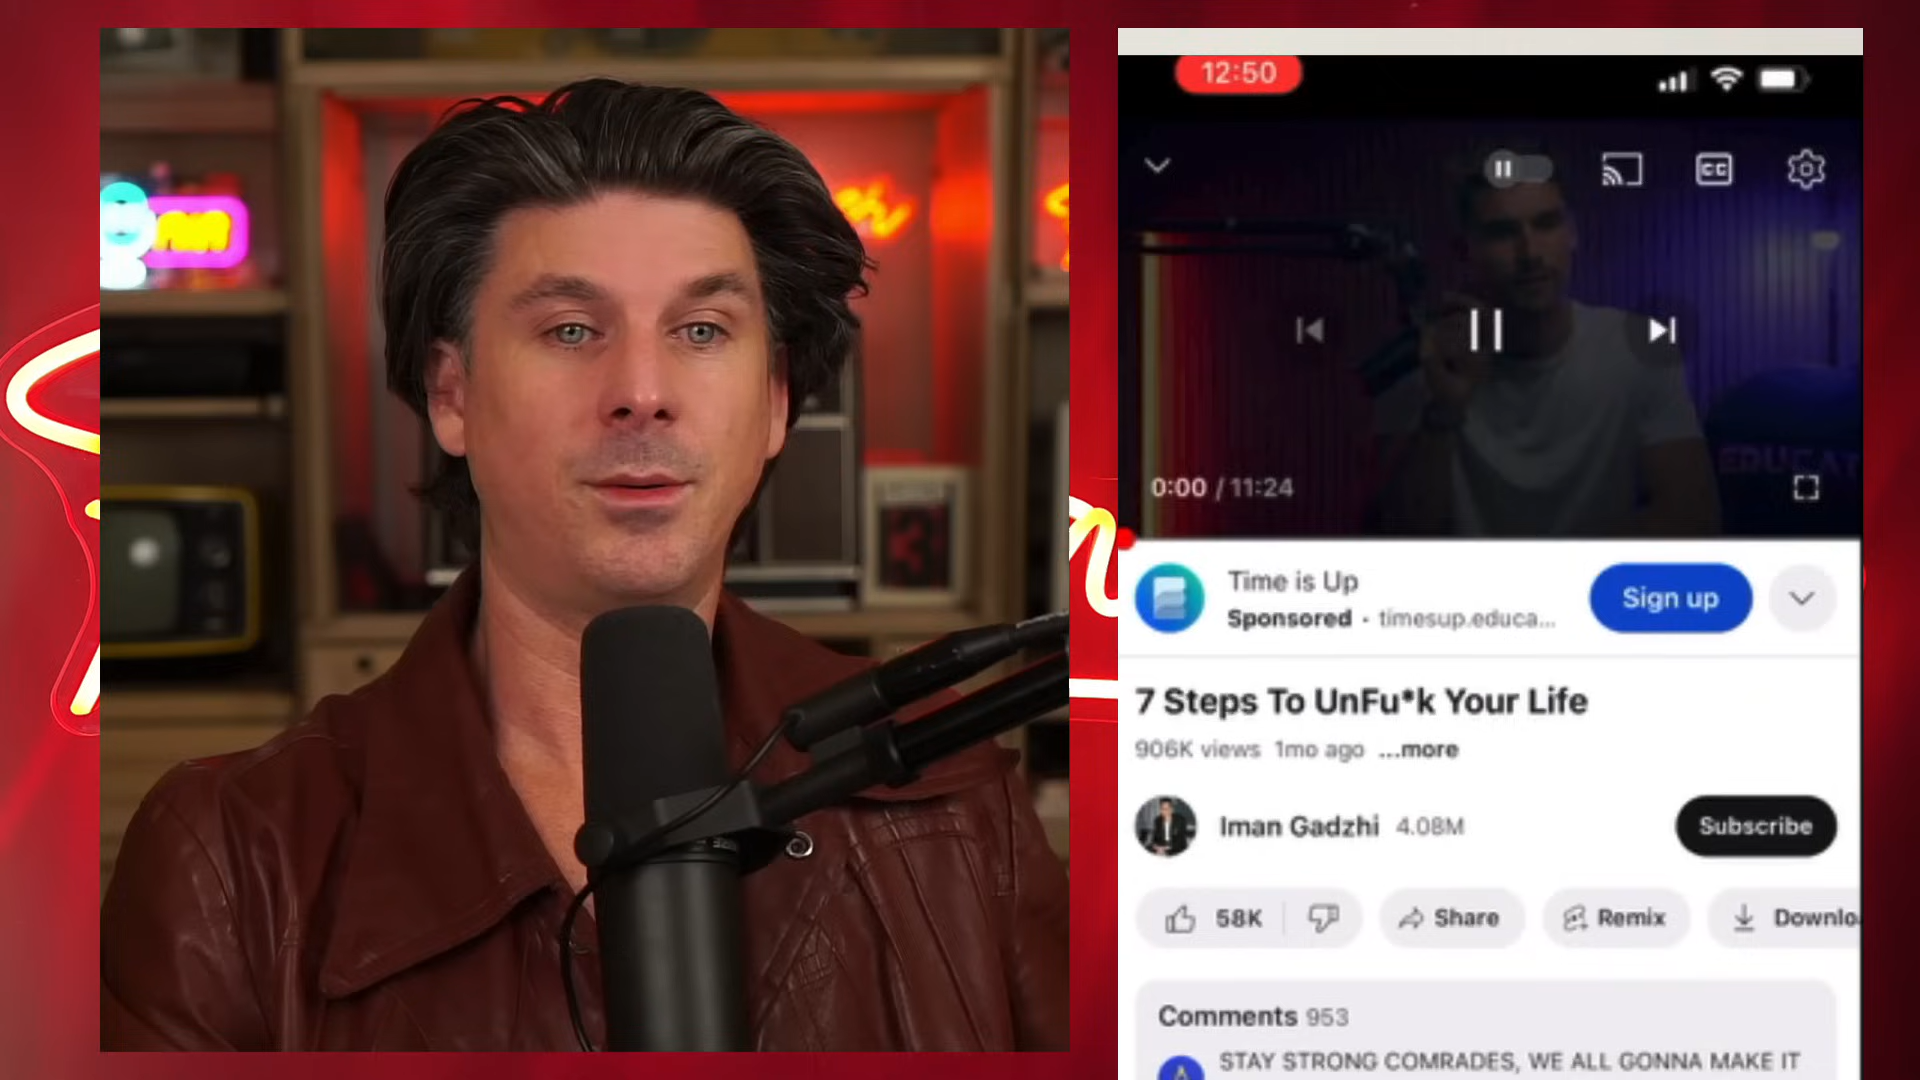 12:50
CC
EDUCAT
0:00 / 11:24
Time is Up
Sponsored · timesup.educa...
Sign up
7 Steps To UnFu*k Your Life
906K views 1mo ago ...more
Iman Gadzhi 4.08M
Subscribe
58K
Share
Remix
Downlo
Comments 953
STAY STRONG COMRADES, WE ALL GONNA MAKE IT